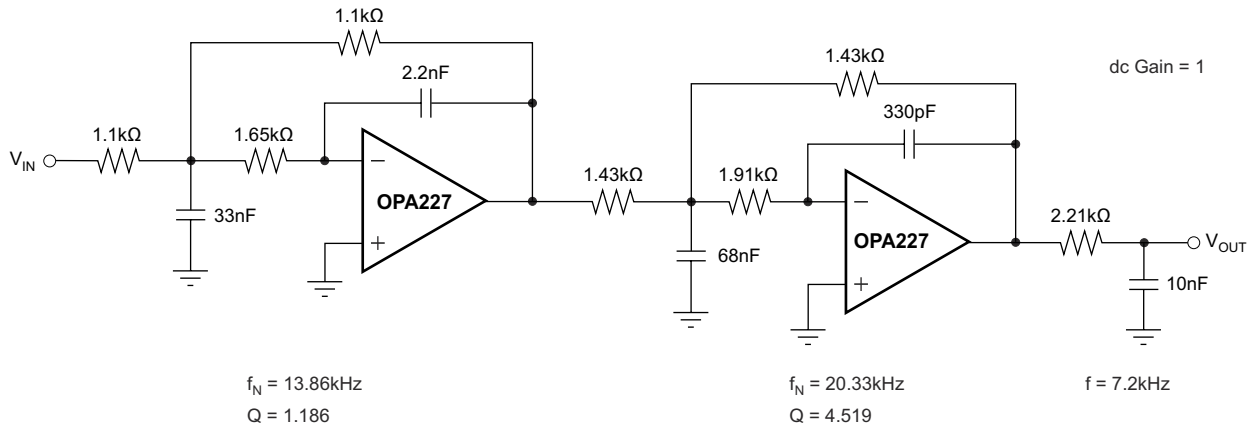 1.1kΩ
2.2nF
1.1kΩ
1.65kΩ
V_IN
33nF
−
+
OPA227
dc Gain = 1
1.43kΩ
330pF
1.43kΩ
1.91kΩ
68nF
−
+
OPA227
2.21kΩ
V_OUT
10nF
f_N = 13.86kHz
Q = 1.186
f_N = 20.33kHz
Q = 4.519
f = 7.2kHz